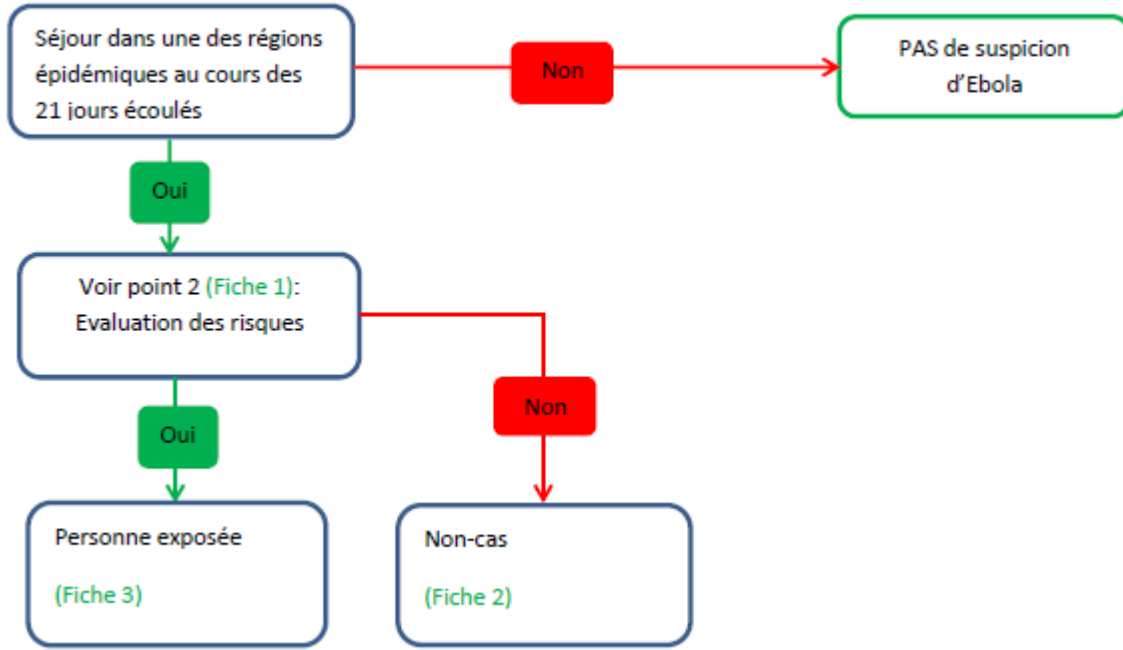 Séjour dans une des régions
épidémiques au cours des
21 jours écoulés
Non
PAS de suspicion
d'Ebola
Oui
Voir point 2 (Fiche 1):
Evaluation des risques
Non
Oui
Personne exposée
(Fiche 3)
Non-cas
(Fiche 2)